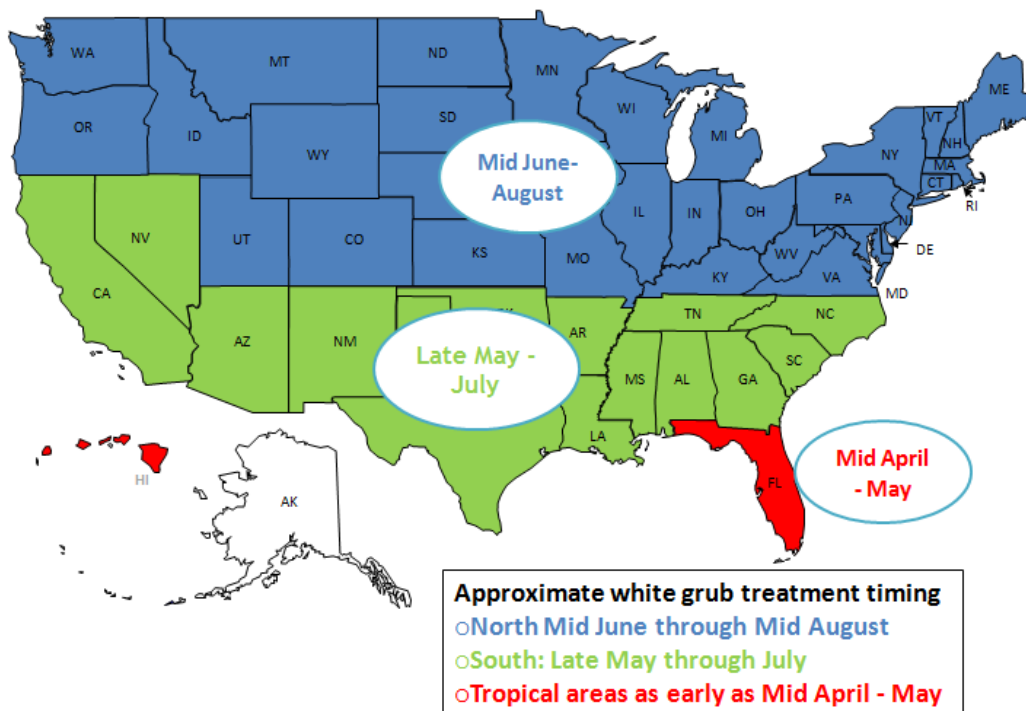 WA
MT
ND
MN
ME
OR
ID
SD
WI
MI
VT
NH
NY
MA
CT
RI
WY
Mid June-
August
PA
NJ
NV
UT
CO
KS
IL
IN
OH
WV
DE
MO
KY
VA
MD
CA
AZ
NM
AR
TN
NC
Late May -
July
MS
AL
GA
SC
LA
HI
AK
FL
Mid April
- May
Approximate white grub treatment timing
○North Mid June through Mid August
○South: Late May through July
○Tropical areas as early as Mid April - May